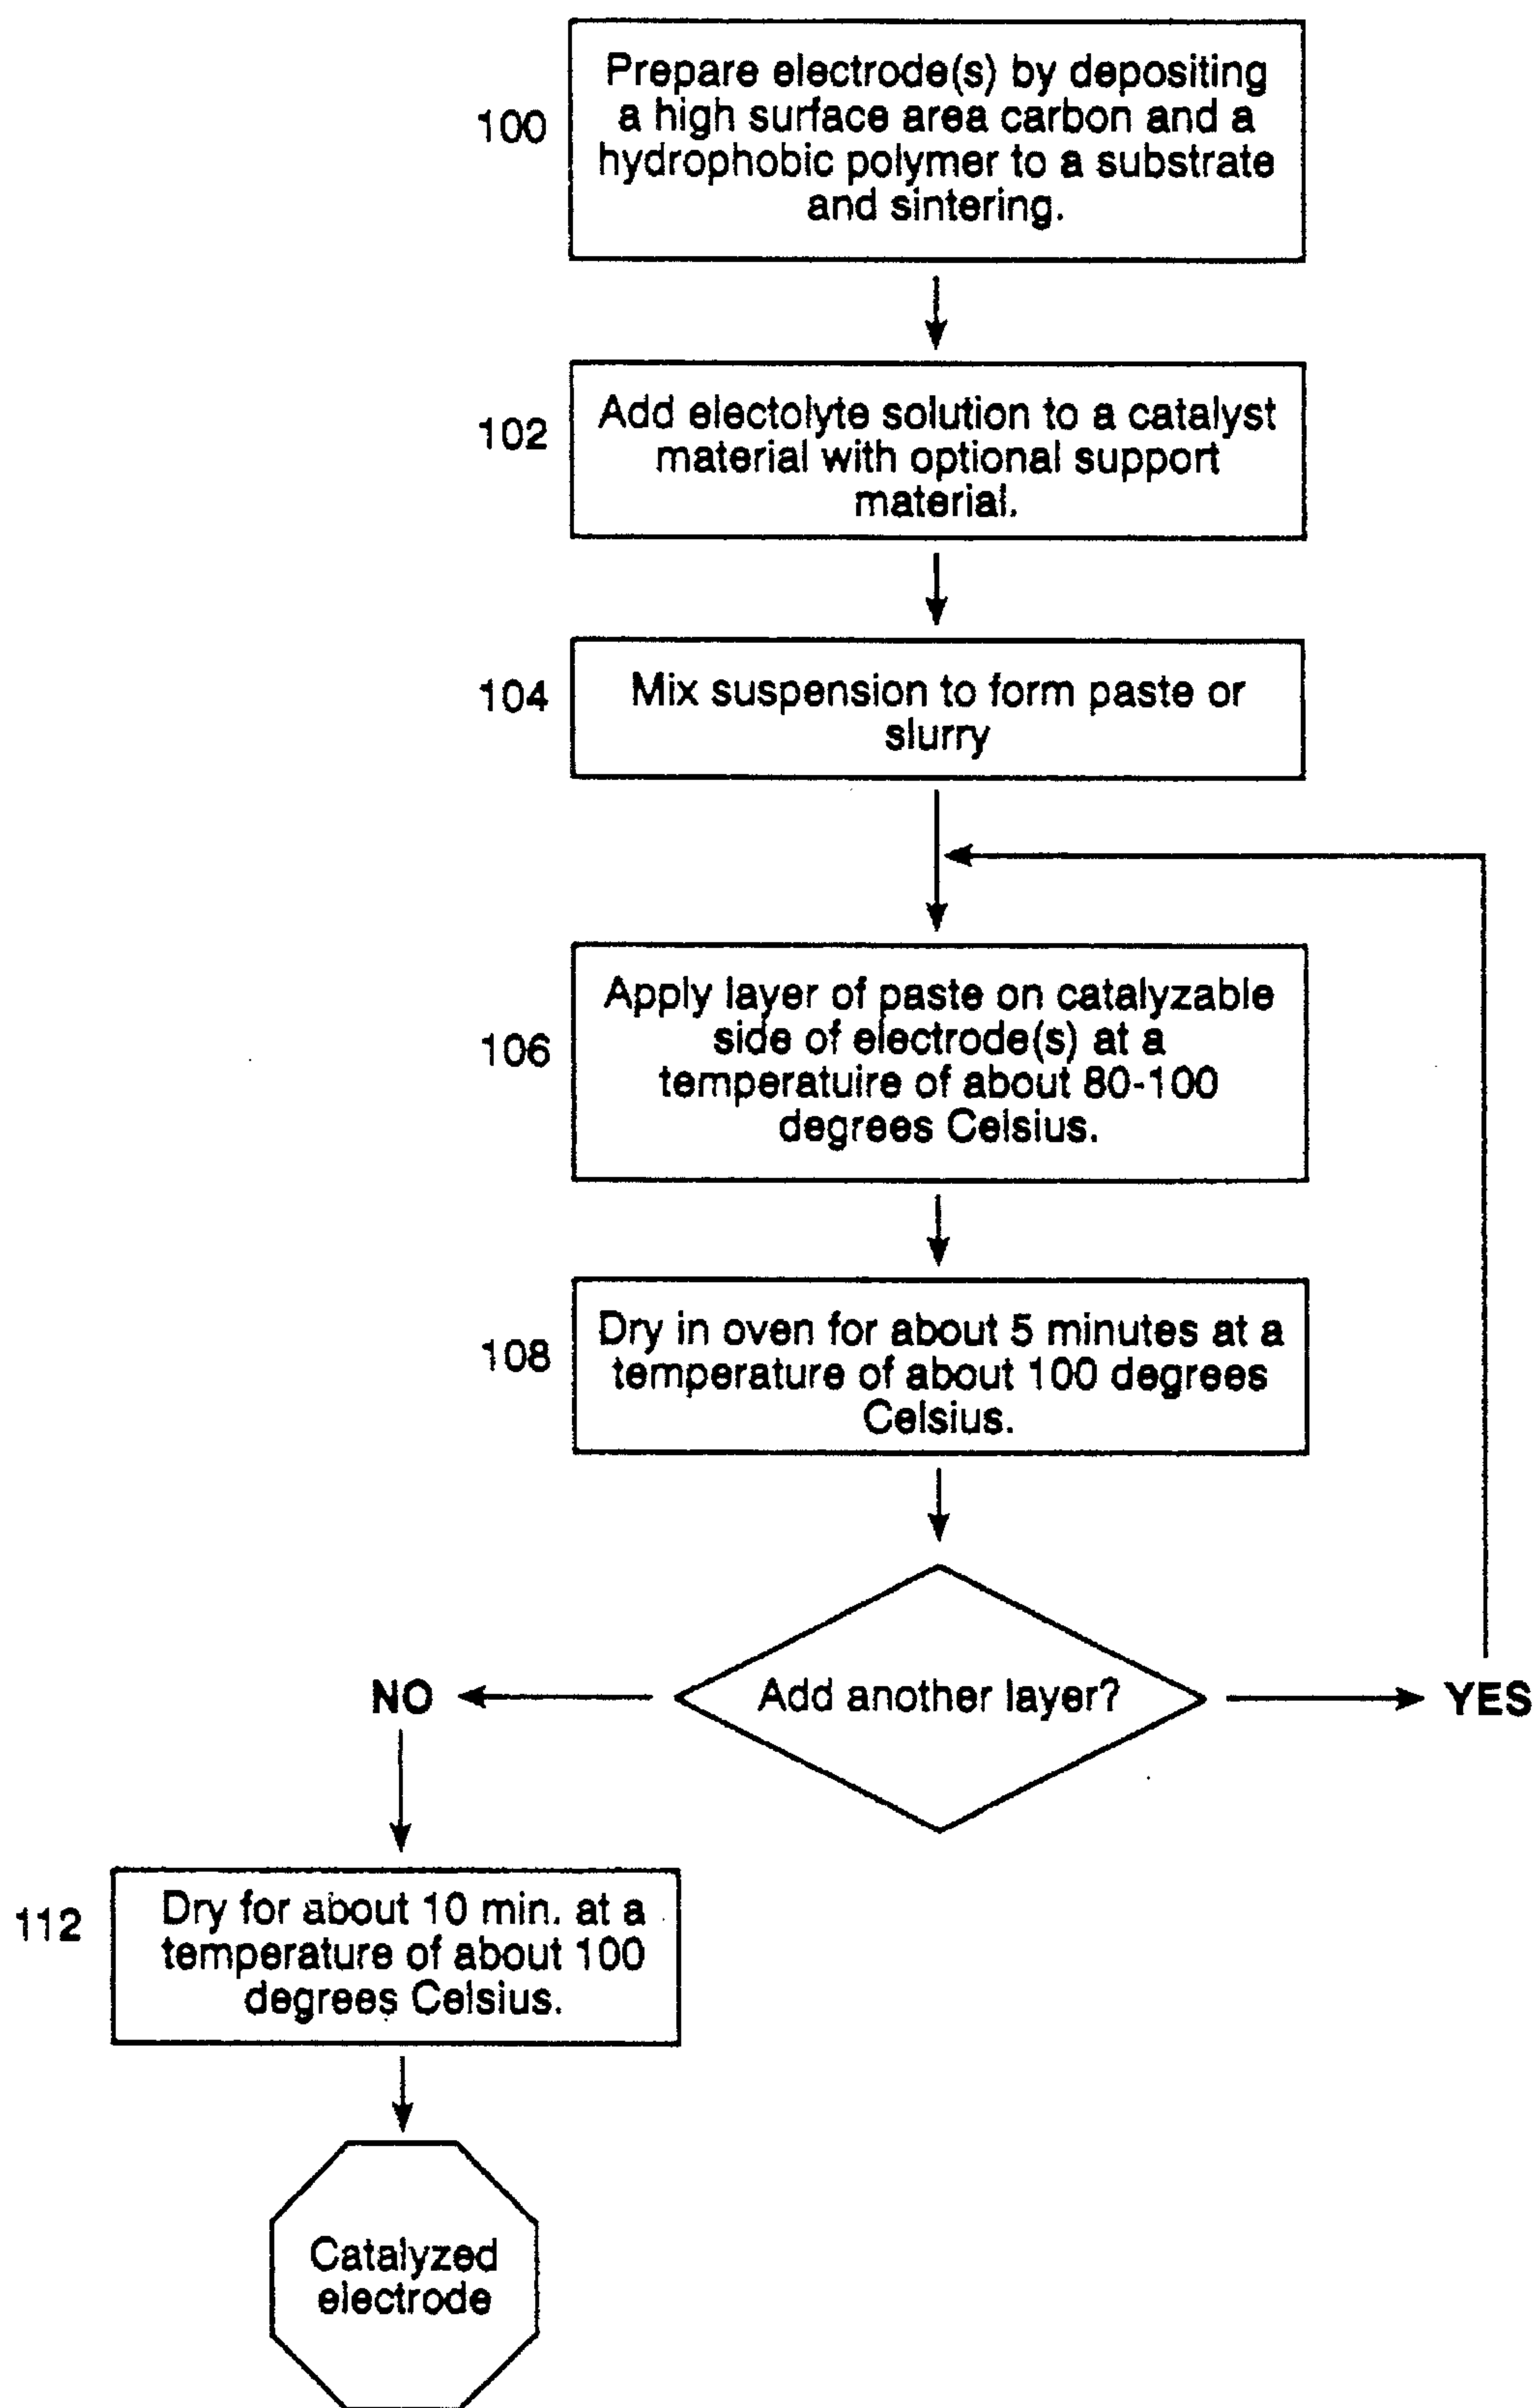 Prepare electrode(s) by depositing
a high surface area carbon and a
100
hydrophobic polymer to a substrate
and sintering.
Add electolyte solution to a catalyst
102
material with optional support
material.
104
Mix suspension to form paste or
slurry
Apply layer of paste on catalyzable
side of electrode(s) at a
106
temperatuire of about 80-100
degrees Celsius.
Dry in oven for about 5 minutes at a
108
temperature of about 100 degrees
Celsius.
NO
Add another layer?
YES
Dry for about 10 min. at a
112
temperature of about 100
degrees Celsius.
Catalyzed
electrode